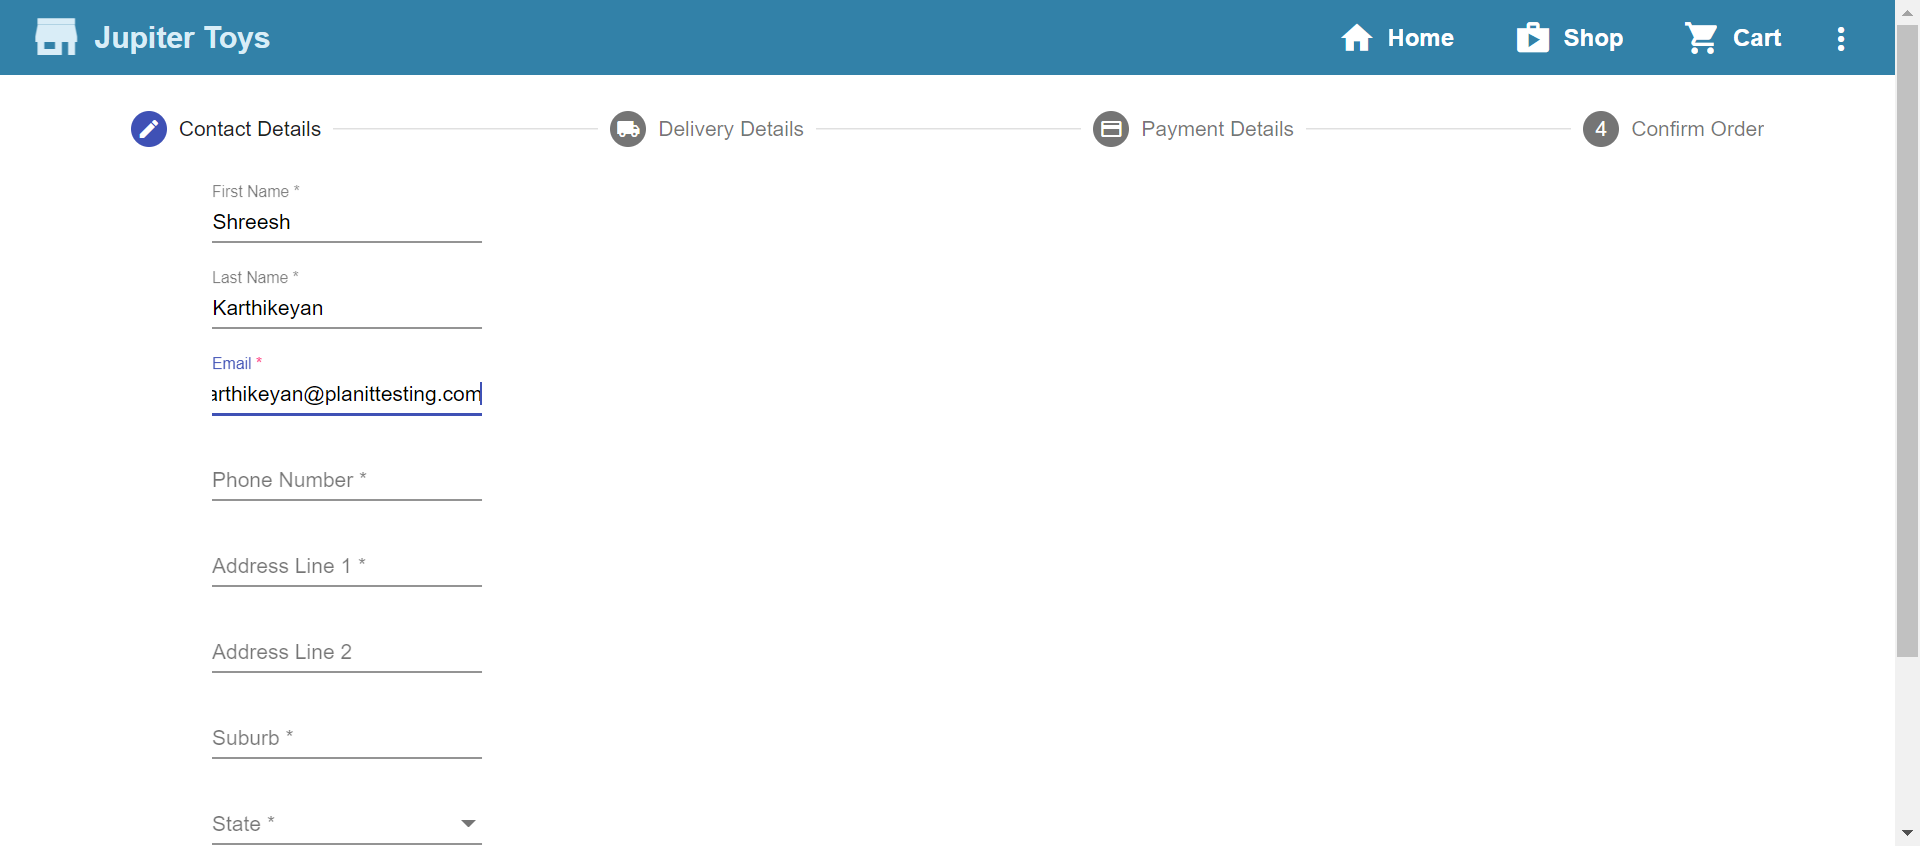 Jupiter Toys
Home
Shop
Cart
Contact Details
Delivery Details
Payment Details
4 Confirm Order
First Name *
Shreesh
Last Name *
Karthikeyan
Email *
arthikeyan@planittesting.com
Phone Number *
Address Line 1 *
Address Line 2
Suburb *
State *